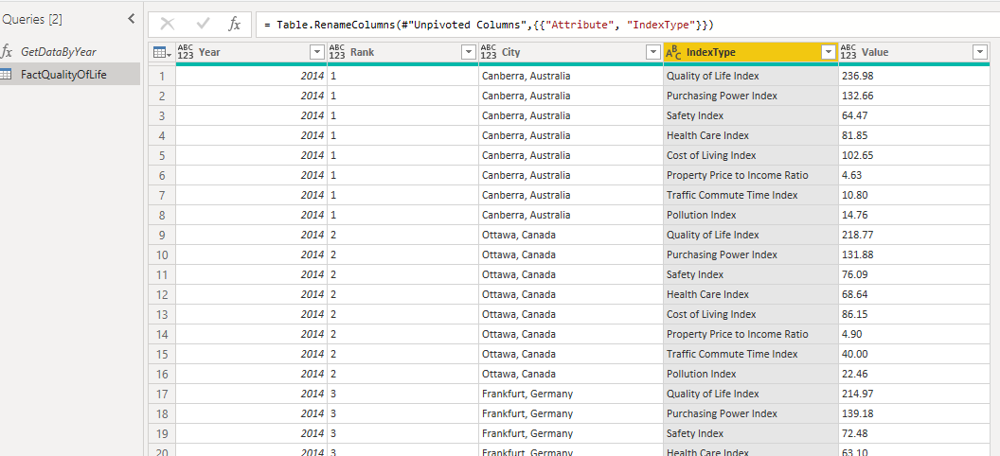 Queries [2]
fx GetDataByYear
FactQualityOfLife
fx = Table.RenameColumns(#"Unpivoted Columns",{{"Attribute", "IndexType"}})
ABC 123 Year ABC 123 Rank ABC 123 City ABC IndexType ABC 123 Value
1 2014 1 Canberra, Australia Quality of Life Index 236.98
2 2014 1 Canberra, Australia Purchasing Power Index 132.66
3 2014 1 Canberra, Australia Safety Index 64.47
4 2014 1 Canberra, Australia Health Care Index 81.85
5 2014 1 Canberra, Australia Cost of Living Index 102.65
6 2014 1 Canberra, Australia Property Price to Income Ratio 4.63
7 2014 1 Canberra, Australia Traffic Commute Time Index 10.80
8 2014 1 Canberra, Australia Pollution Index 14.76
9 2014 2 Ottawa, Canada Quality of Life Index 218.77
10 2014 2 Ottawa, Canada Purchasing Power Index 131.88
11 2014 2 Ottawa, Canada Safety Index 76.09
12 2014 2 Ottawa, Canada Health Care Index 68.64
13 2014 2 Ottawa, Canada Cost of Living Index 86.15
14 2014 2 Ottawa, Canada Property Price to Income Ratio 4.90
15 2014 2 Ottawa, Canada Traffic Commute Time Index 40.00
16 2014 2 Ottawa, Canada Pollution Index 22.46
17 2014 3 Frankfurt, Germany Quality of Life Index 214.97
18 2014 3 Frankfurt, Germany Purchasing Power Index 139.18
19 2014 3 Frankfurt, Germany Safety Index 72.48
20 2014 3 Frankfurt, Germany Health Care Index 63.10